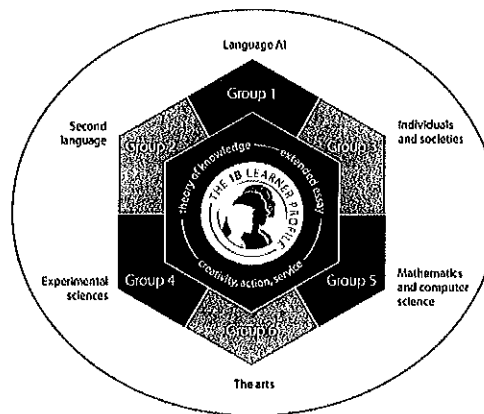 Language A1
Group 1
Second
language
Group 2
Individuals
and societies
Group 3
theory of knowledge
extended essay
THE IB LEARNER PROFILE
creativity, action, service
Experimental
sciences
Group 4
Mathematics
and computer
science
Group 5
Group 6
The arts